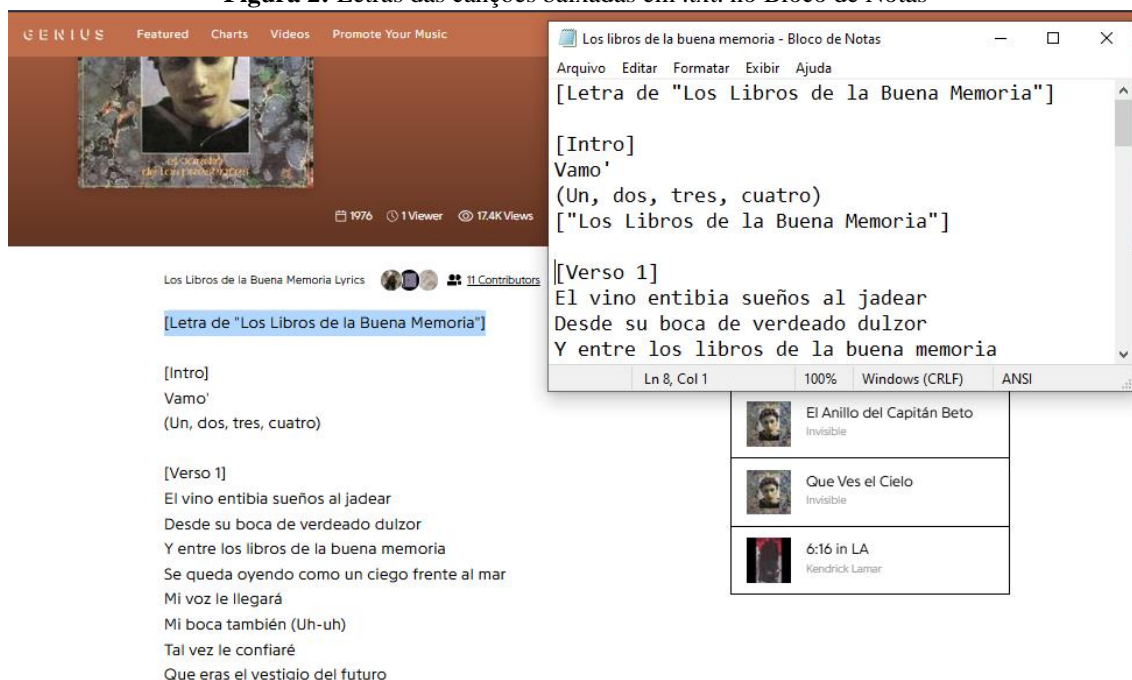 Figura 2: Letras das canções baixadas em .txt. no Bloco de Notas
GENIUS Featured Charts Videos Promote Your Music
el jardín
de los presentes
1976 1 Viewer 17.4K Views
Los Libros de la Buena Memoria Lyrics 11 Contributors
[Letra de "Los Libros de la Buena Memoria"]
[Intro]
Vamo'
(Un, dos, tres, cuatro)
[Verso 1]
El vino entibia sueños al jadear
Desde su boca de verdeado dulzor
Y entre los libros de la buena memoria
Se queda oyendo como un ciego frente al mar
Mi voz le llegará
Mi boca también (Uh-uh)
Tal vez le confiaré
Que eras el vestigio del futuro
Los libros de la buena memoria - Bloco de Notas
Arquivo Editar Formatar Exibir Ajuda
[Letra de "Los Libros de la Buena Memoria"]
[Intro]
Vamo'
(Un, dos, tres, cuatro)
["Los Libros de la Buena Memoria"]
[Verso 1]
El vino entibia sueños al jadear
Desde su boca de verdeado dulzor
Y entre los libros de la buena memoria
Ln 8, Col 1 100% Windows (CRLF) ANSI
El Anillo del Capitán Beto
Invisible
Que Ves el Cielo
Invisible
6:16 in LA
Kendrick Lamar